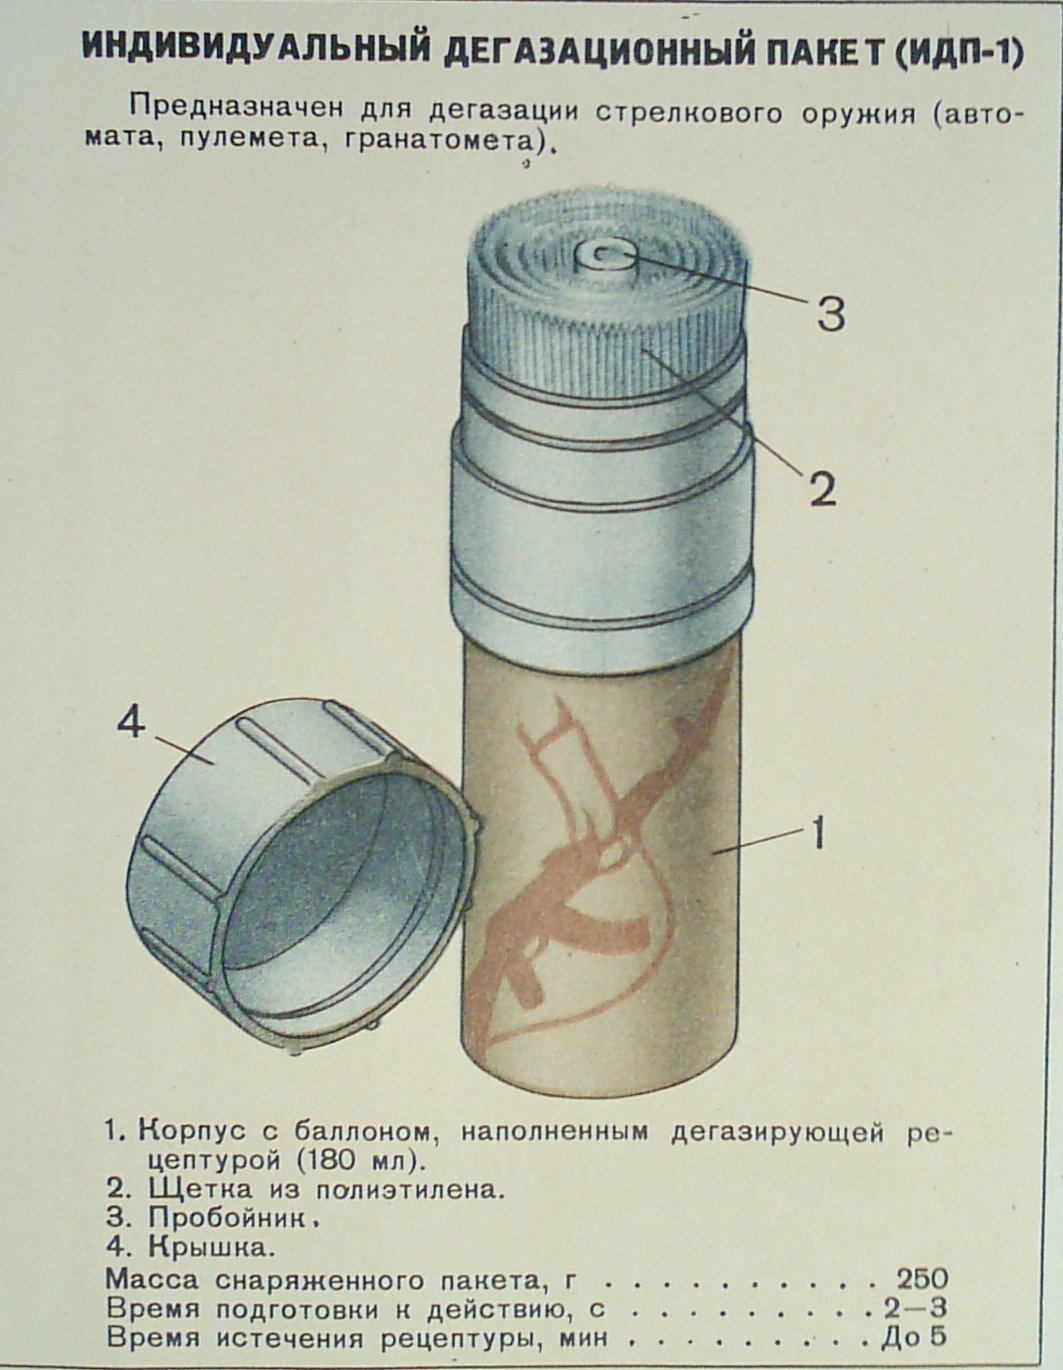 ИНДИВИДУАЛЬНЫЙ ДЕГАЗАЦИОННЫЙ ПАКЕТ (ИДП-1)
Предназначен для дегазации стрелкового оружия (авто-
мата, пулемета, гранатомета).
3
2
4
1
1. Корпус с баллоном, наполненным дегазирующей ре-
цептурой (180 мл).
2. Щетка из полиэтилена.
3. Пробойник.
4. Крышка.
Масса снаряженного пакета, г . . . . . . . . . . 250
Время подготовки к действию, с . . . . . . . . . 2—3
Время истечения рецептуры, мин . . . . . . . . . До 5